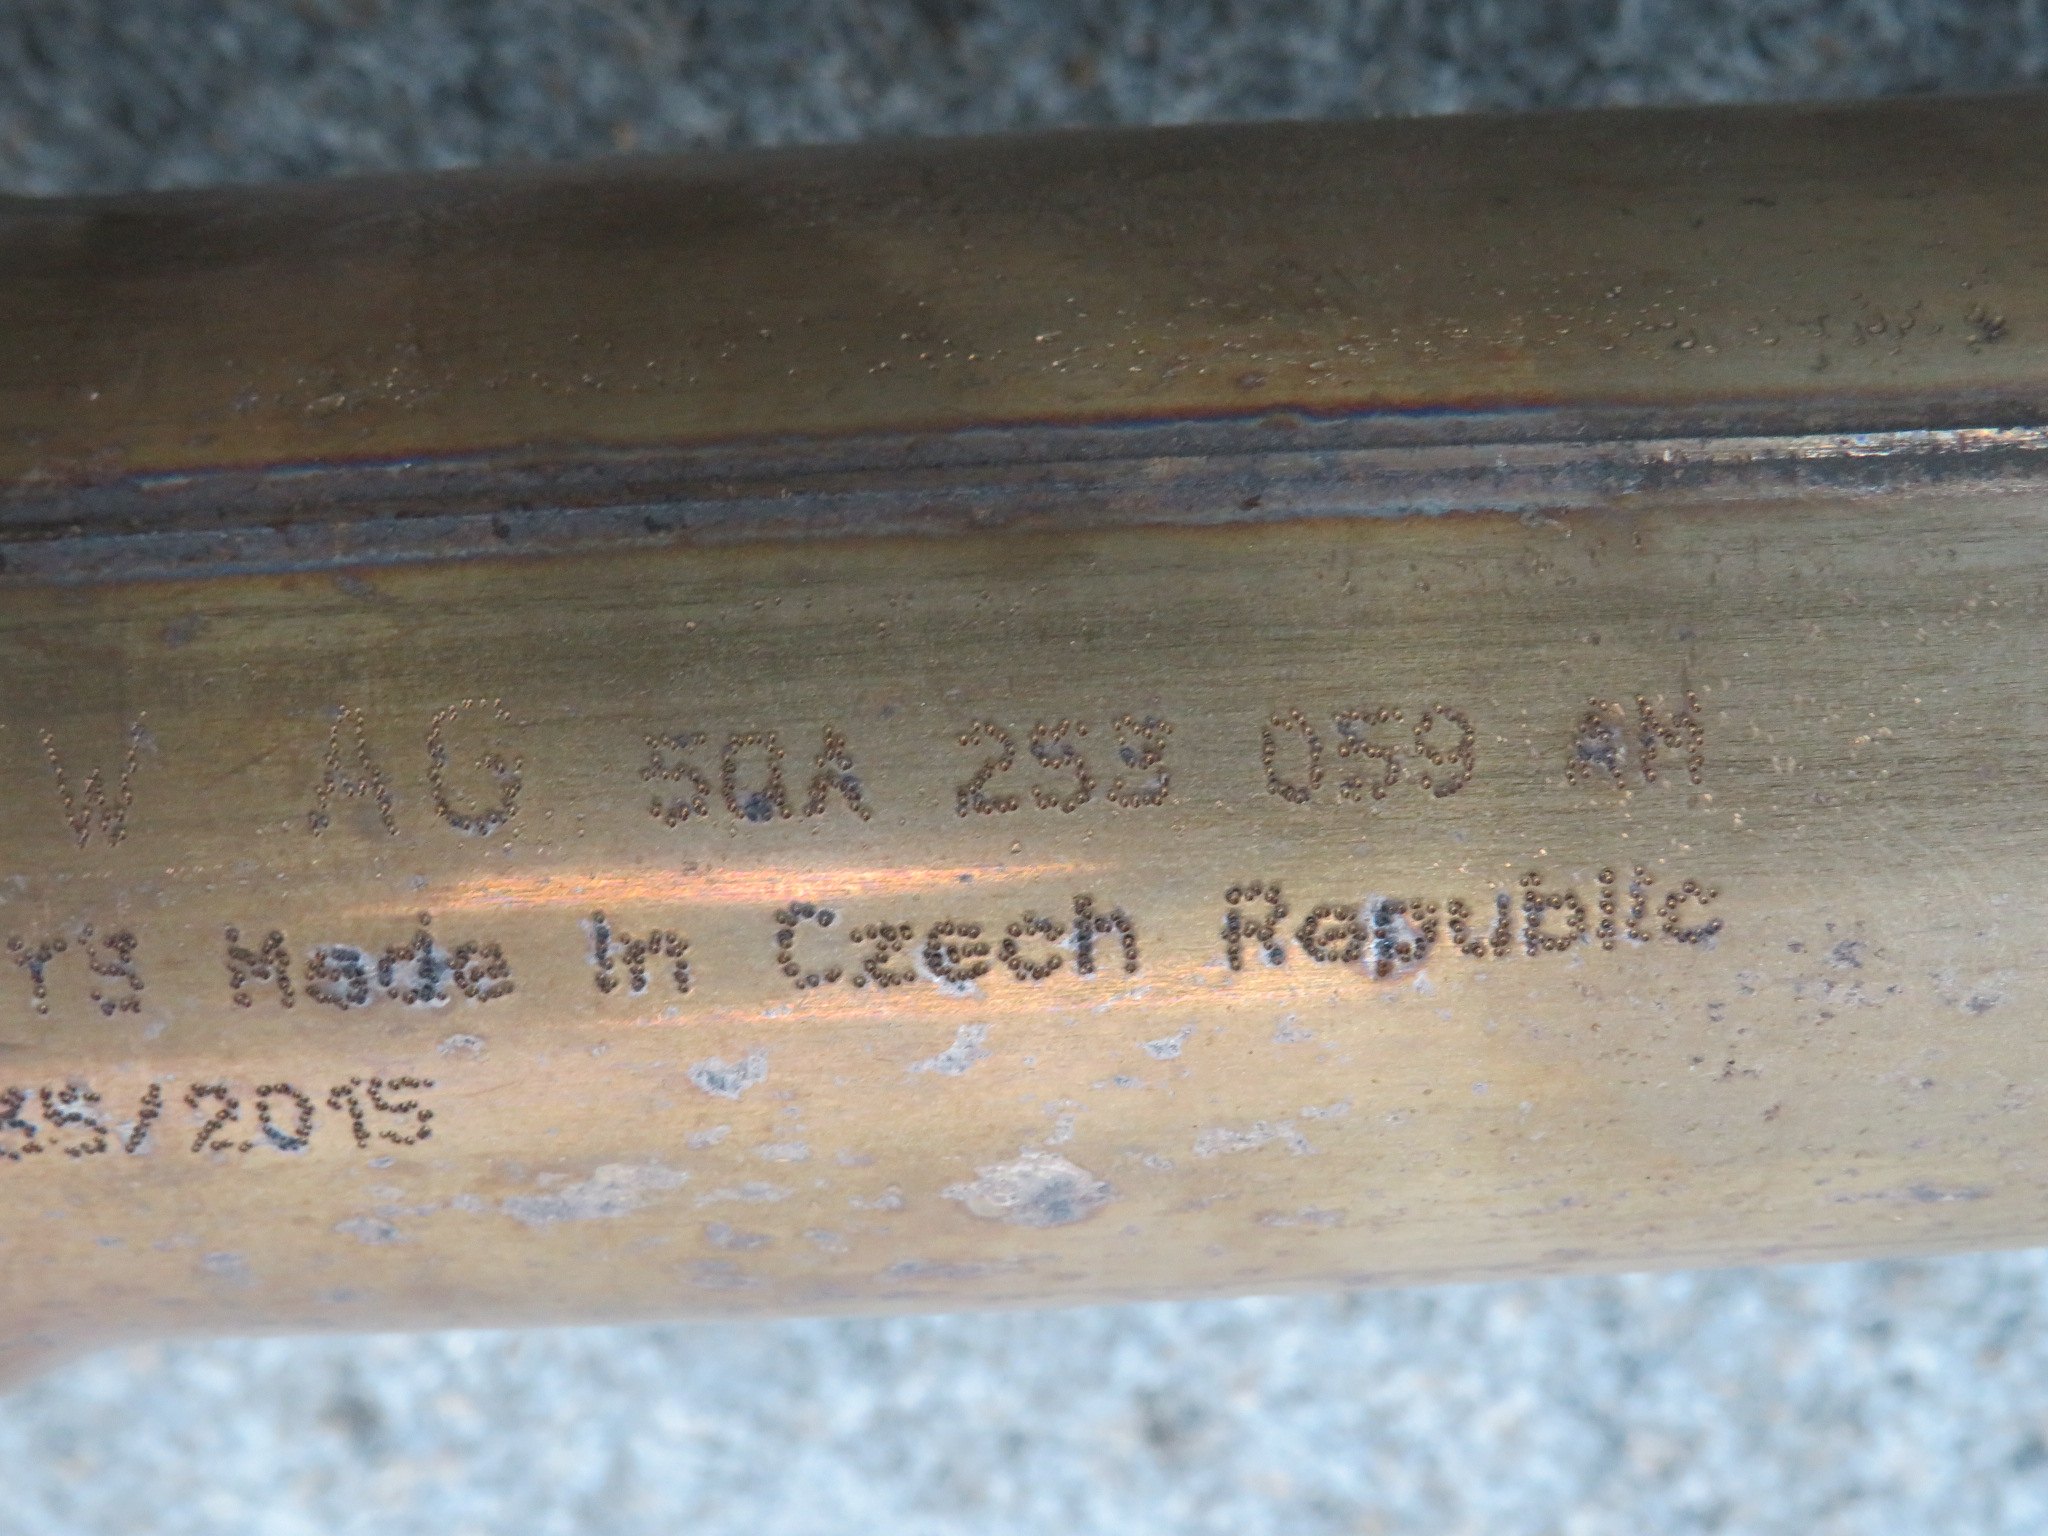 W AG 5QA 253 059 AM
Made in Czech Republic
2015